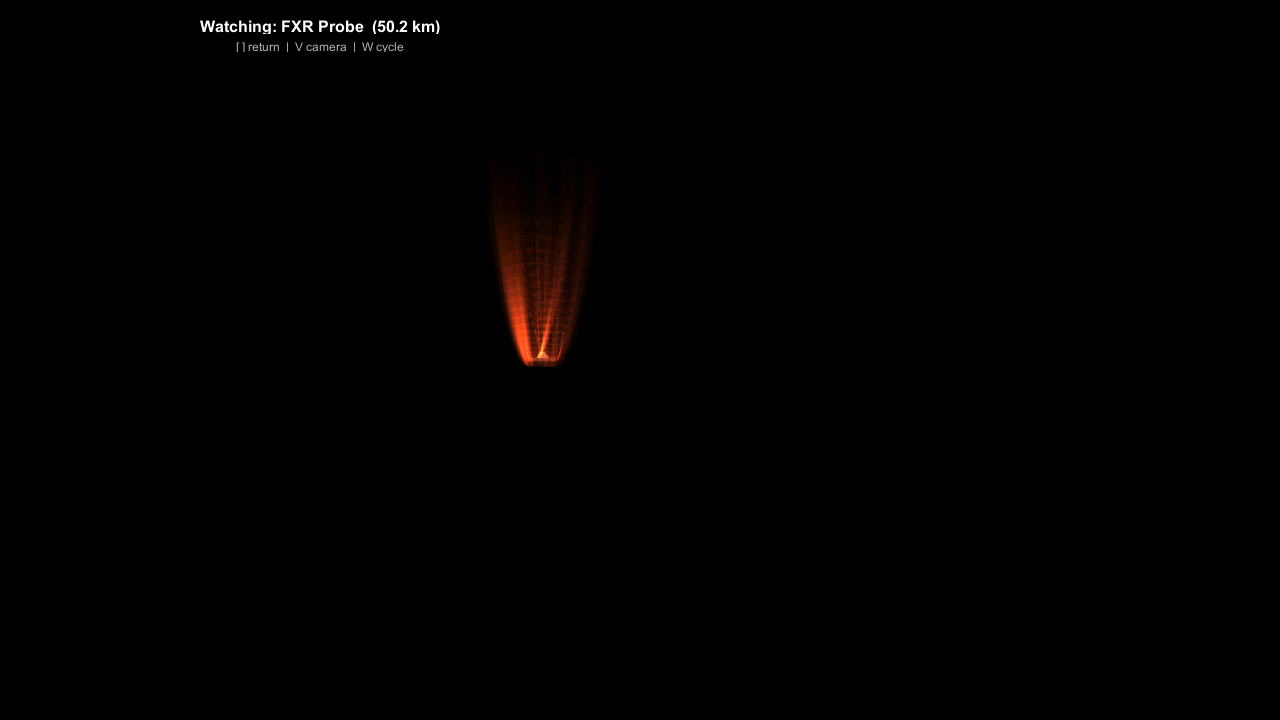 Watching: FXR Probe (50.2 km)
[ ] return | V camera | W cycle